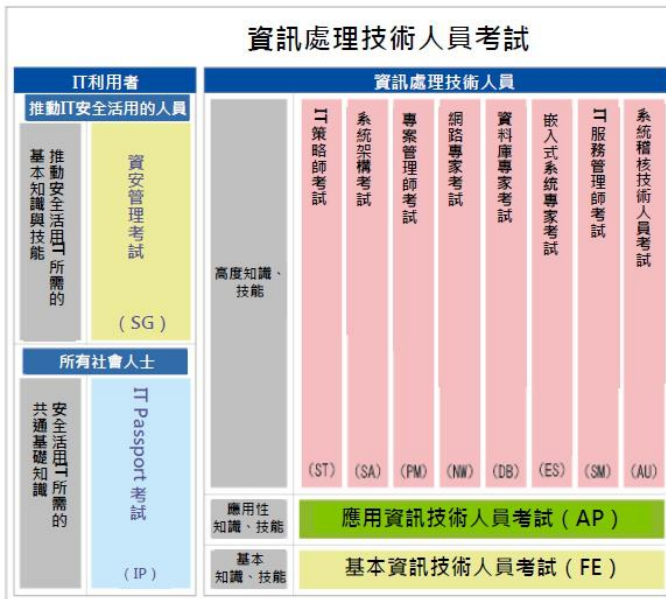 資訊處理技術人員考試
IT利用者
推動IT安全活用的人員
推動安全活用IT所需的
基本知識與技能
資安管理考試
（SG）
所有社會人士
安全活用IT所需的
共通基礎知識
IT Passport 考試
（IP）
資訊處理技術人員
高度知識、
技能
IT策略師考試
（ST）
系統架構考試
（SA）
專案管理師考試
（PM）
網路專家考試
（NW）
資料庫專家考試
（DB）
嵌入式系統專家考試
（ES）
IT服務管理師考試
（SM）
系統稽核技術人員考試
（AU）
應用性
知識、技能
應用資訊技術人員考試（AP）
基本
知識、技能
基本資訊技術人員考試（FE）